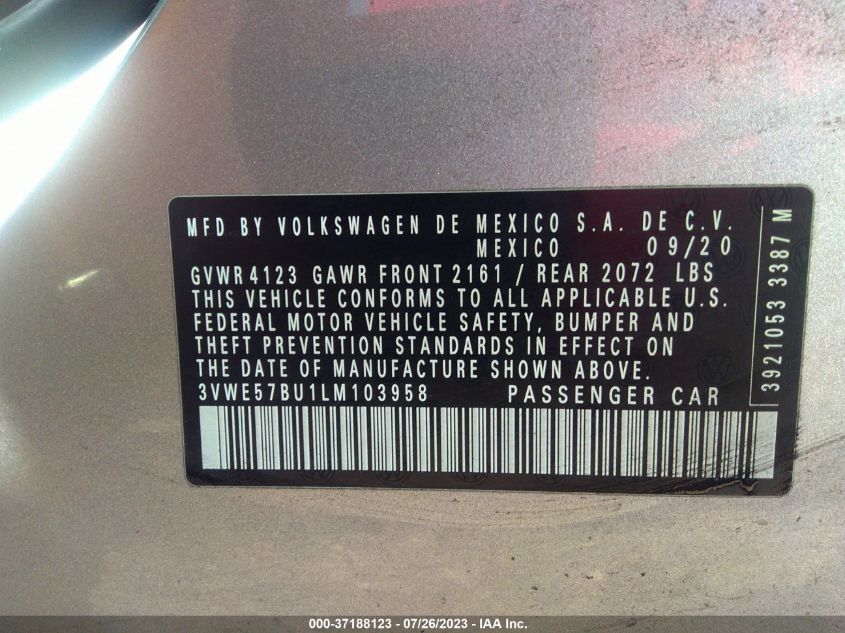 MFD BY VOLKSWAGEN DE MEXICO S.A. DE C.V.
MEXICO 09/20
GVWR 4123 GAWR FRONT 2161 / REAR 2072 LBS
THIS VEHICLE CONFORMS TO ALL APPLICABLE U.S.
FEDERAL MOTOR VEHICLE SAFETY, BUMPER AND
THEFT PREVENTION STANDARDS IN EFFECT ON
THE DATE OF MANUFACTURE SHOWN ABOVE.
3VWE57BU1LM103958 PASSENGER CAR
3921053 3387 M
000-37188123 - 07/26/2023 - IAA Inc.